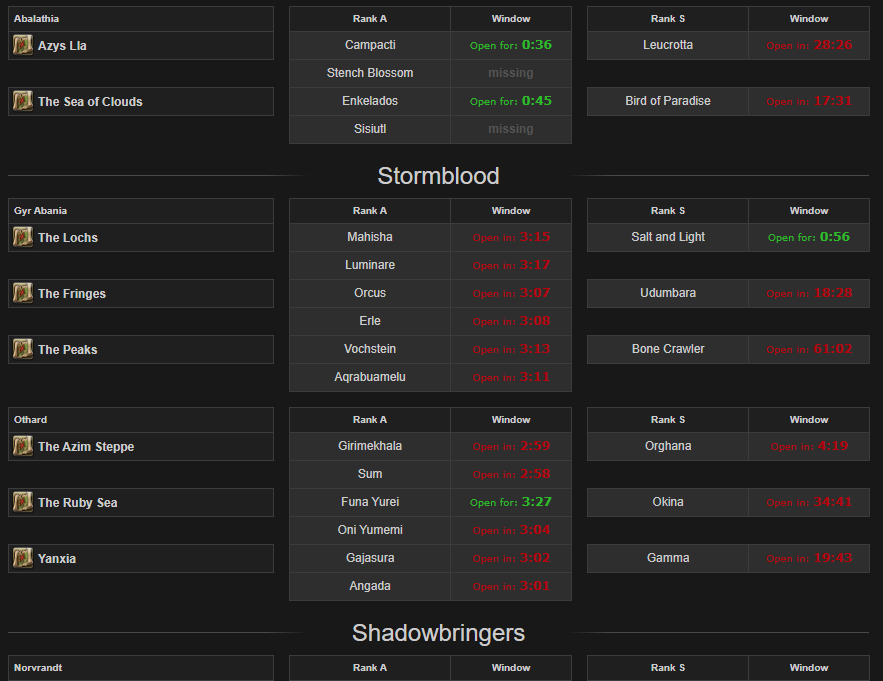 Abalathia Rank A Window Rank S Window
Azys Lla Campacti Open for: 0:36 Leucrotta Open in: 28:26
Stench Blossom missing
The Sea of Clouds Enkelados Open for: 0:45 Bird of Paradise Open in: 17:31
Sisiutl missing
Stormblood
Gyr Abania Rank A Window Rank S Window
The Lochs Mahisha Open in: 3:15 Salt and Light Open for: 0:56
Luminare Open in: 3:17
The Fringes Orcus Open in: 3:07 Udumbara Open in: 18:28
Erle Open in: 3:08
The Peaks Vochstein Open in: 3:13 Bone Crawler Open in: 61:02
Aqrabuamelu Open in: 3:11
Othard Rank A Window Rank S Window
The Azim Steppe Girimekhala Open in: 2:59 Orghana Open in: 4:19
Sum Open in: 2:58
The Ruby Sea Funa Yurei Open for: 3:27 Okina Open in: 34:41
Oni Yumemi Open in: 3:04
Yanxia Gajasura Open in: 3:02 Gamma Open in: 19:43
Angada Open in: 3:01
Shadowbringers
Norvrandt Rank A Window Rank S Window